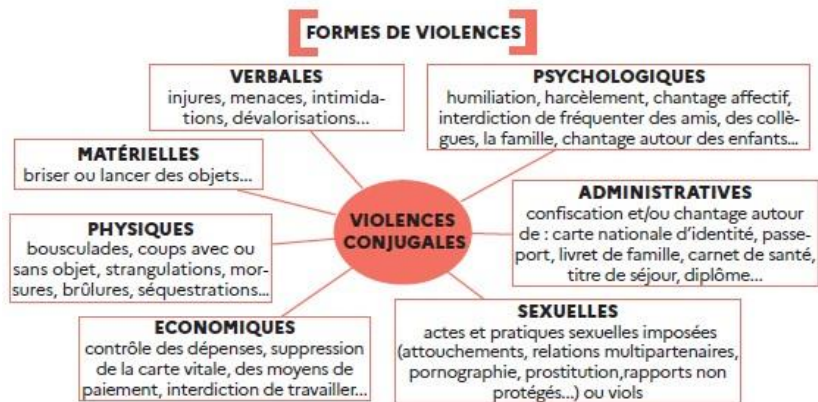 FORMES DE VIOLENCES
VERBALES
injures, menaces, intimida-
tions, dévalorisations...
PSYCHOLOGIQUES
humiliation, harcèlement, chantage affectif,
interdiction de fréquenter des amis, des collè-
gues, la famille, chantage autour des enfants...
MATÉRIELLES
briser ou lancer des objets...
VIOLENCES
CONJUGALES
ADMINISTRATIVES
confiscation et/ou chantage autour
de : carte nationale d'identité, passe-
port, livret de famille, carnet de santé,
titre de séjour, diplôme...
PHYSIQUES
bousculades, coups avec ou
sans objet, strangulations, mor-
sures, brûlures, séquestrations...
ECONOMIQUES
contrôle des dépenses, suppression
de la carte vitale, des moyens de
paiement, interdiction de travailler...
SEXUELLES
actes et pratiques sexuelles imposées
(attouchements, relations multipartenaires,
pornographie, prostitution,rapports non
protégés...) ou viols